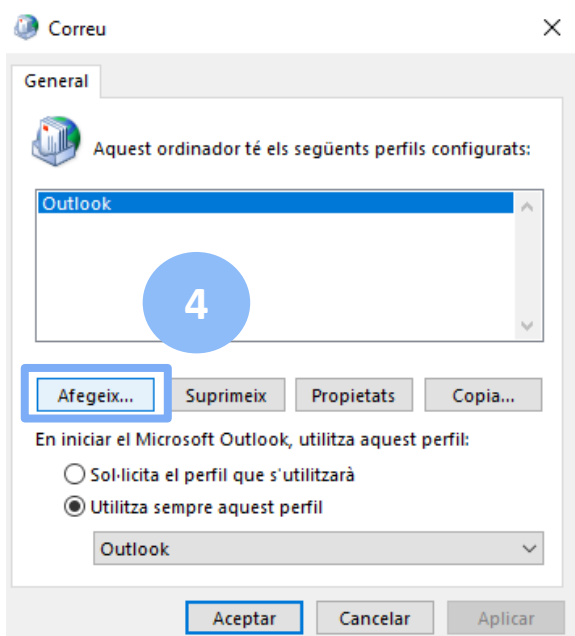 Correu
General
Aquest ordinador té els següents perfils configurats:
Outlook
4
Afegeix... Suprimeix Propietats Copia...
En iniciar el Microsoft Outlook, utilitza aquest perfil:
Sol·licita el perfil que s'utilitzarà
Utilitza sempre aquest perfil
Outlook
Aceptar Cancelar Aplicar